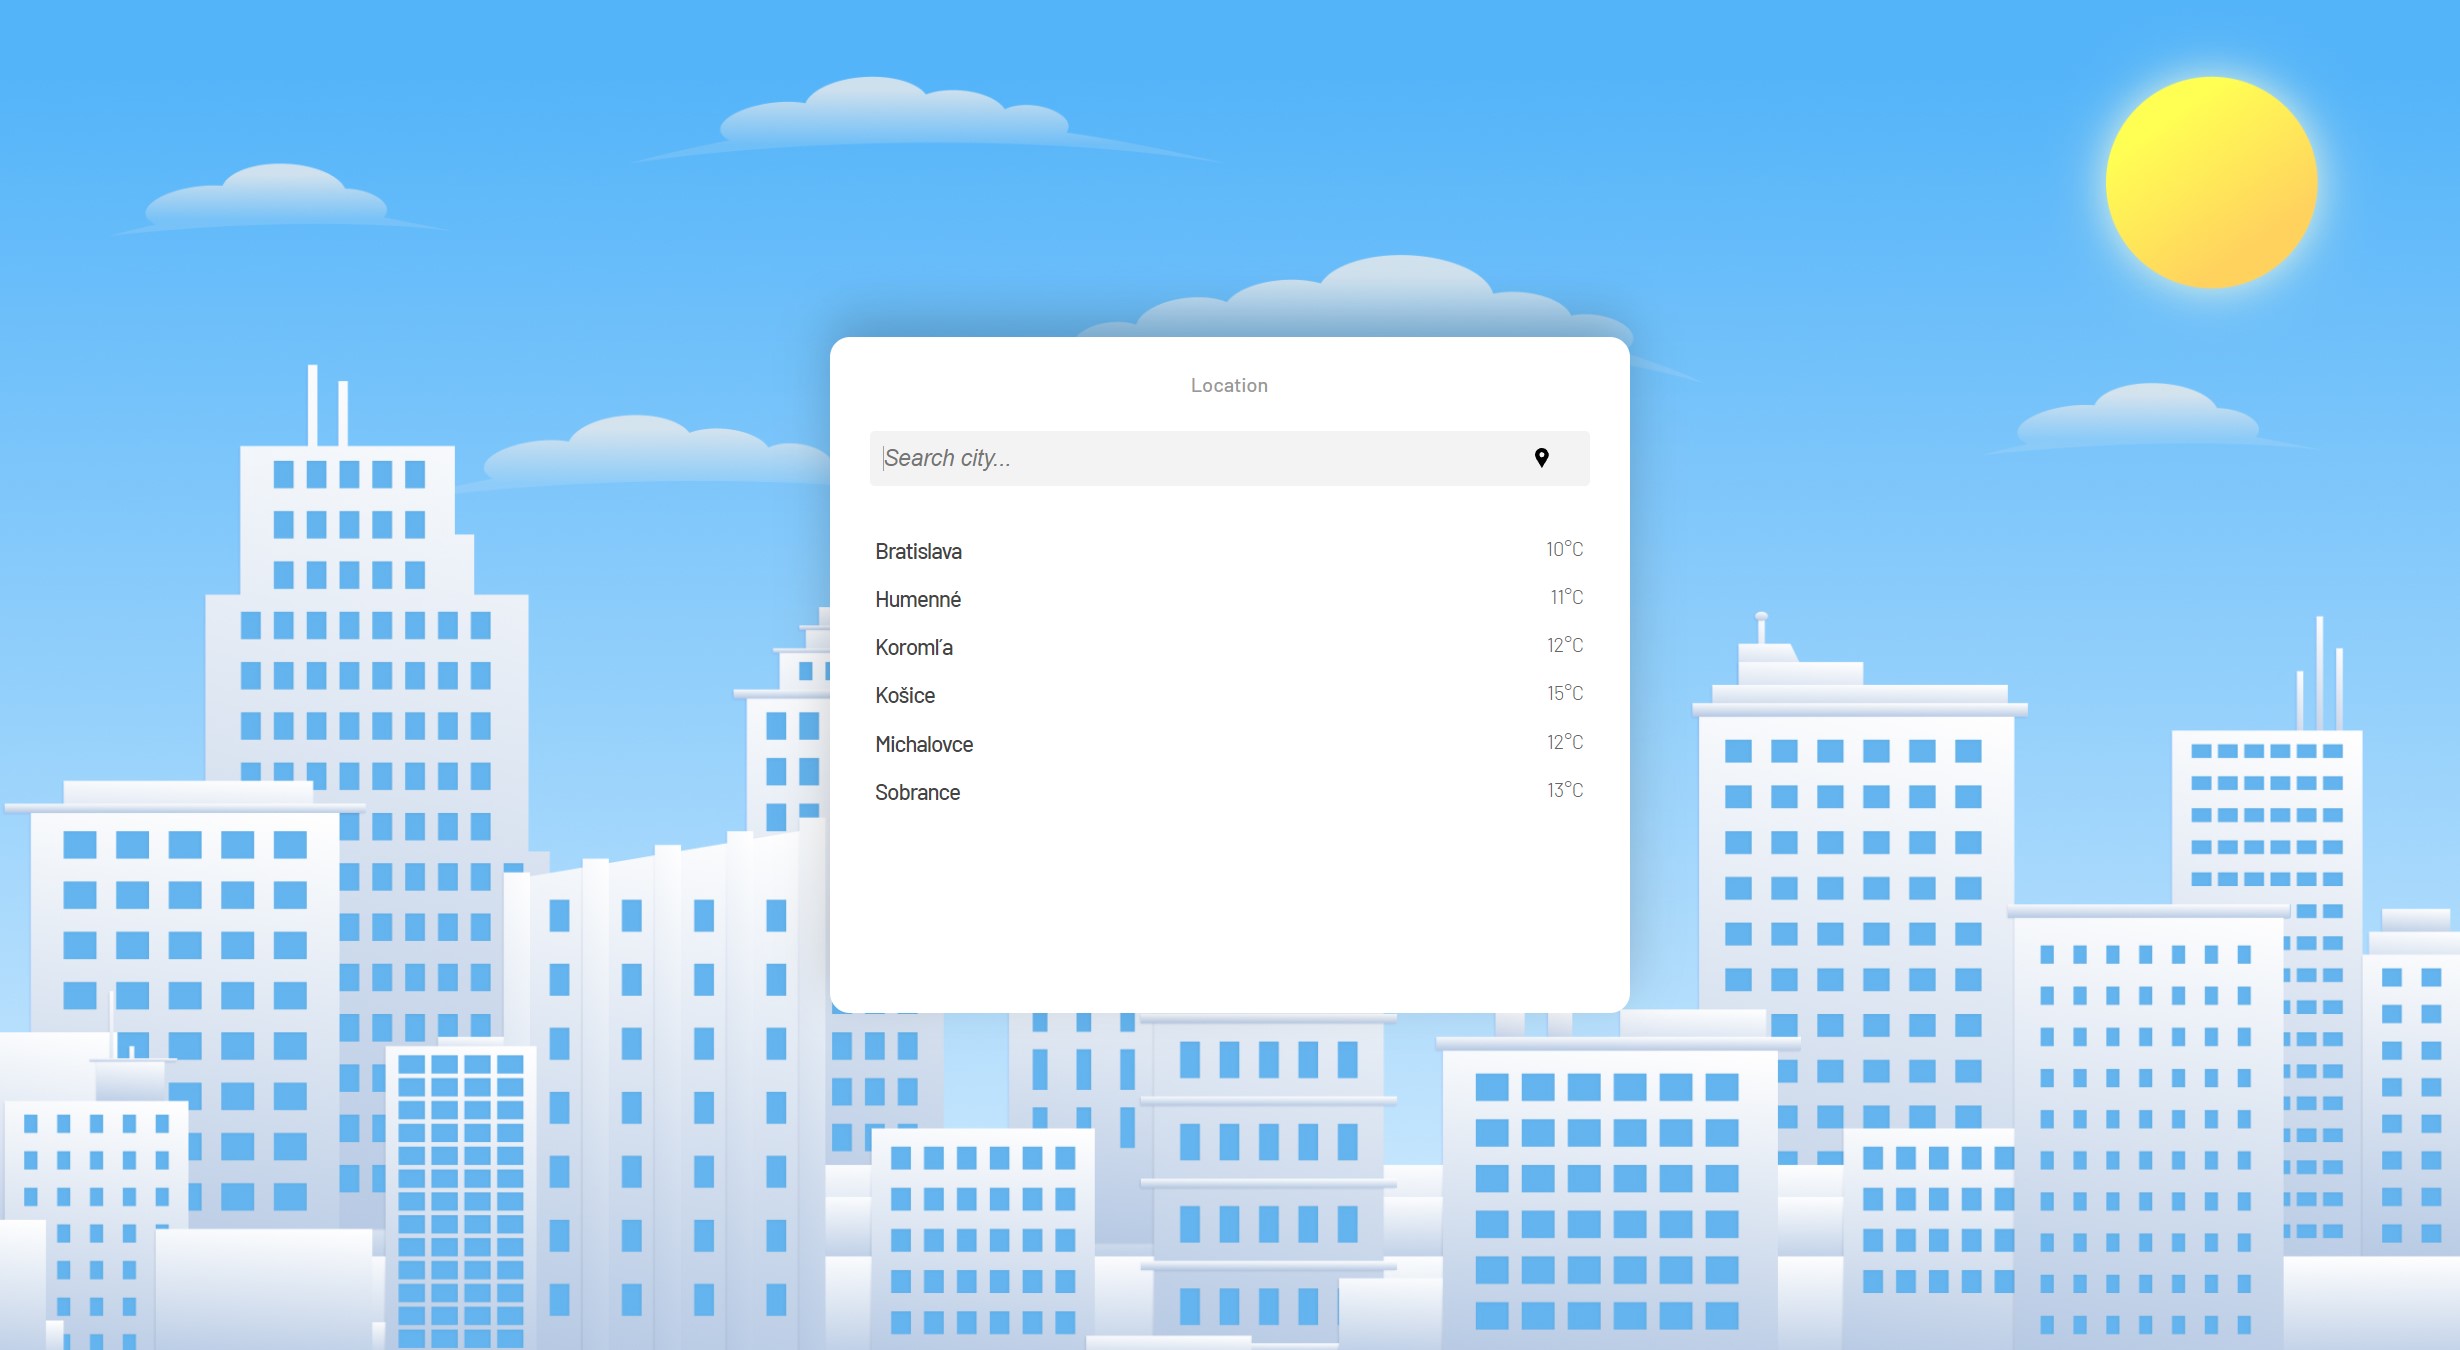 Location
Search city...
Bratislava 10°C
Humenné 11°C
Koromľa 12°C
Košice 15°C
Michalovce 12°C
Sobrance 13°C